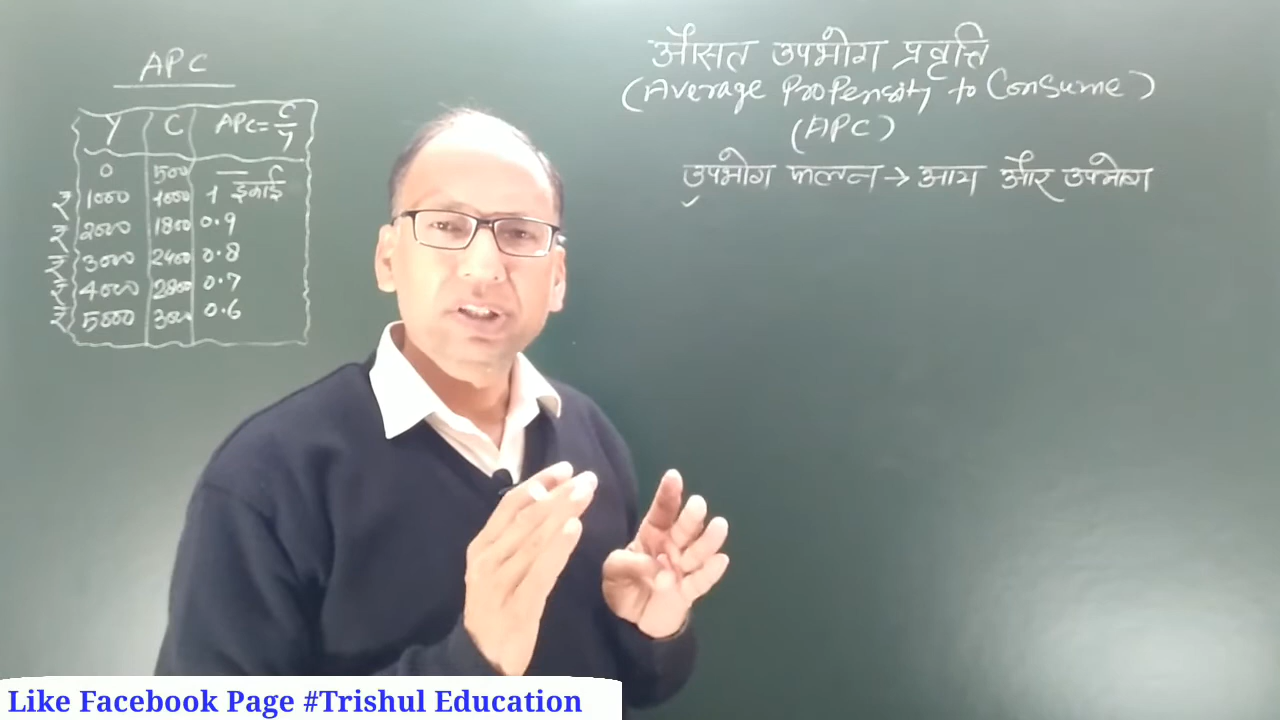 APC
Y C APC = C/Y
0 500 —
₹ 1000 1000 1 इकाई
₹ 2000 1800 0.9
₹ 3000 2400 0.8
₹ 4000 2800 0.7
₹ 5000 3000 0.6
औसत उपभोग प्रवृत्ति
(Average Propensity to Consume)
(APC)
उपभोग फलन → आय और उपभोग
Like Facebook Page #Trishul Education